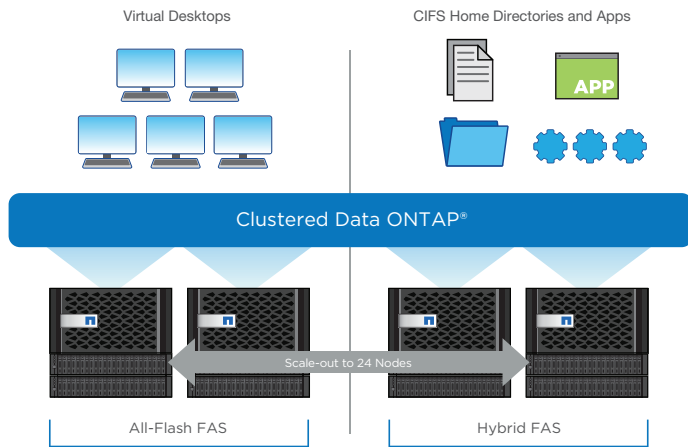 Virtual Desktops
CIFS Home Directories and Apps
APP
Clustered Data ONTAP®
Scale-out to 24 Nodes
All-Flash FAS
Hybrid FAS